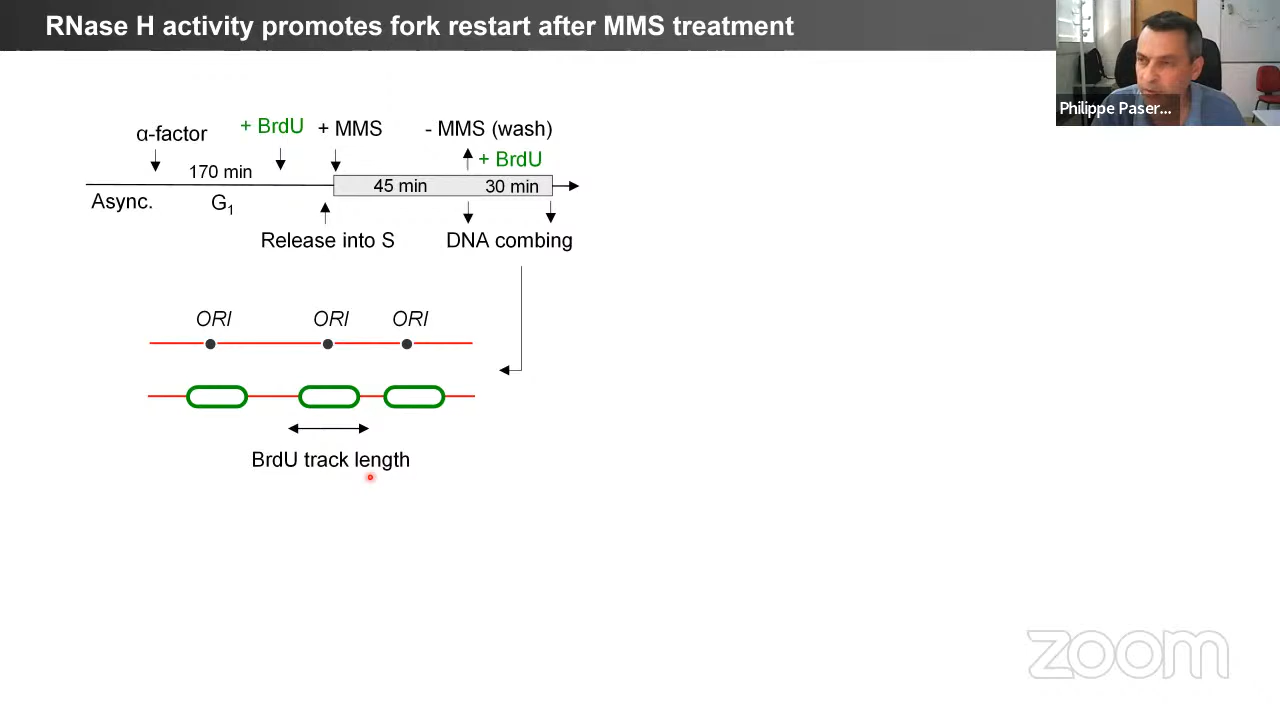 RNase H activity promotes fork restart after MMS treatment
Philippe Paser...
α-factor
+ BrdU
+ MMS
- MMS (wash)
+ BrdU
170 min
45 min
30 min
Async.
G1
Release into S
DNA combing
ORI
ORI
ORI
BrdU track length
zoom